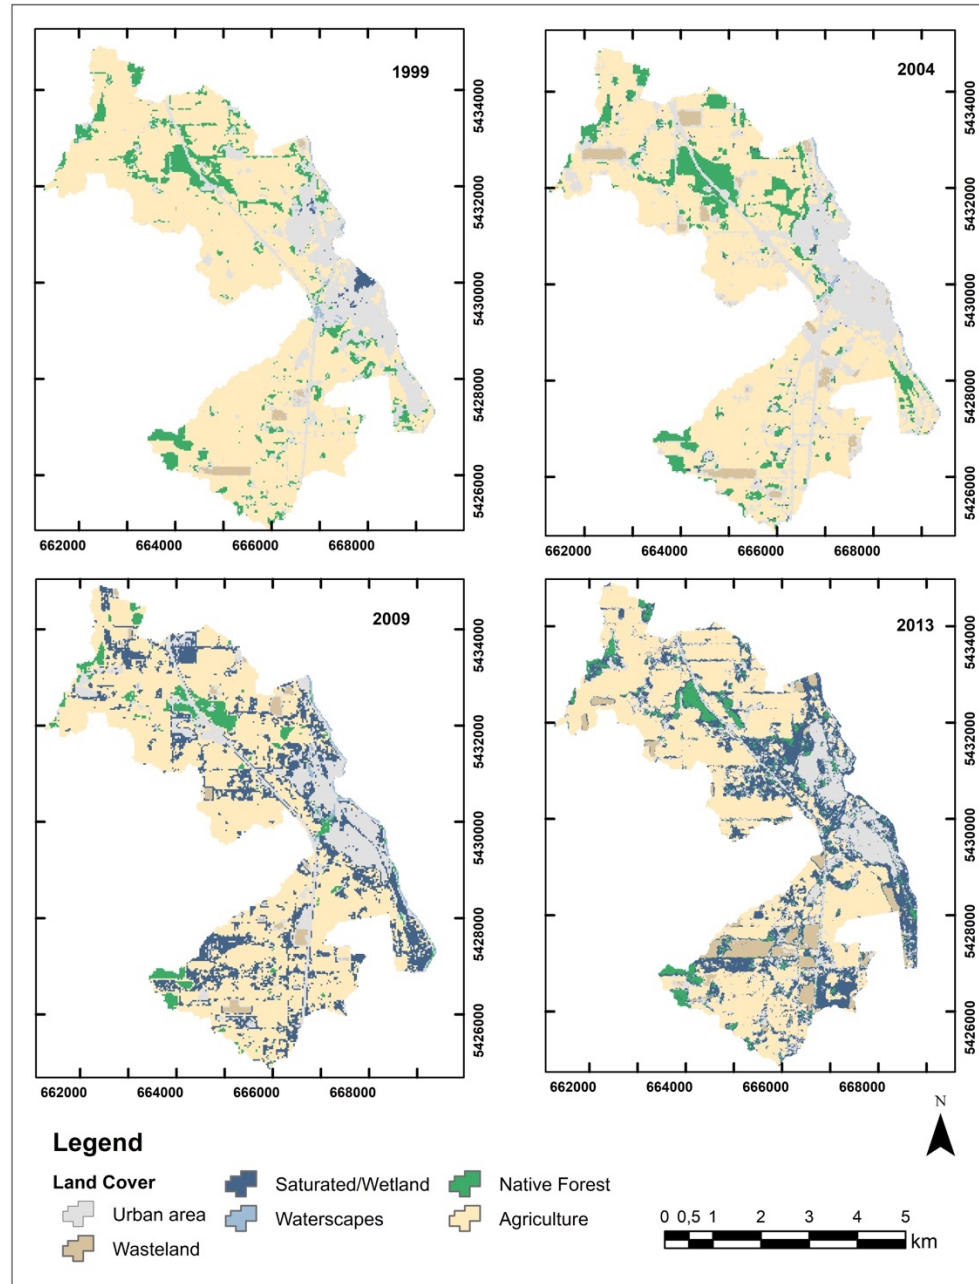 1999
5434000
5432000
5430000
5428000
5426000
662000 664000 666000 668000
2004
5434000
5432000
5430000
5428000
5426000
662000 664000 666000 668000
2009
5434000
5432000
5430000
5428000
5426000
662000 664000 666000 668000
2013
5434000
5432000
5430000
5428000
5426000
662000 664000 666000 668000
N
Legend
Land Cover
Urban area
Wasteland
Saturated/Wetland
Waterscapes
Native Forest
Agriculture
0 0,5 1 2 3 4 5
km